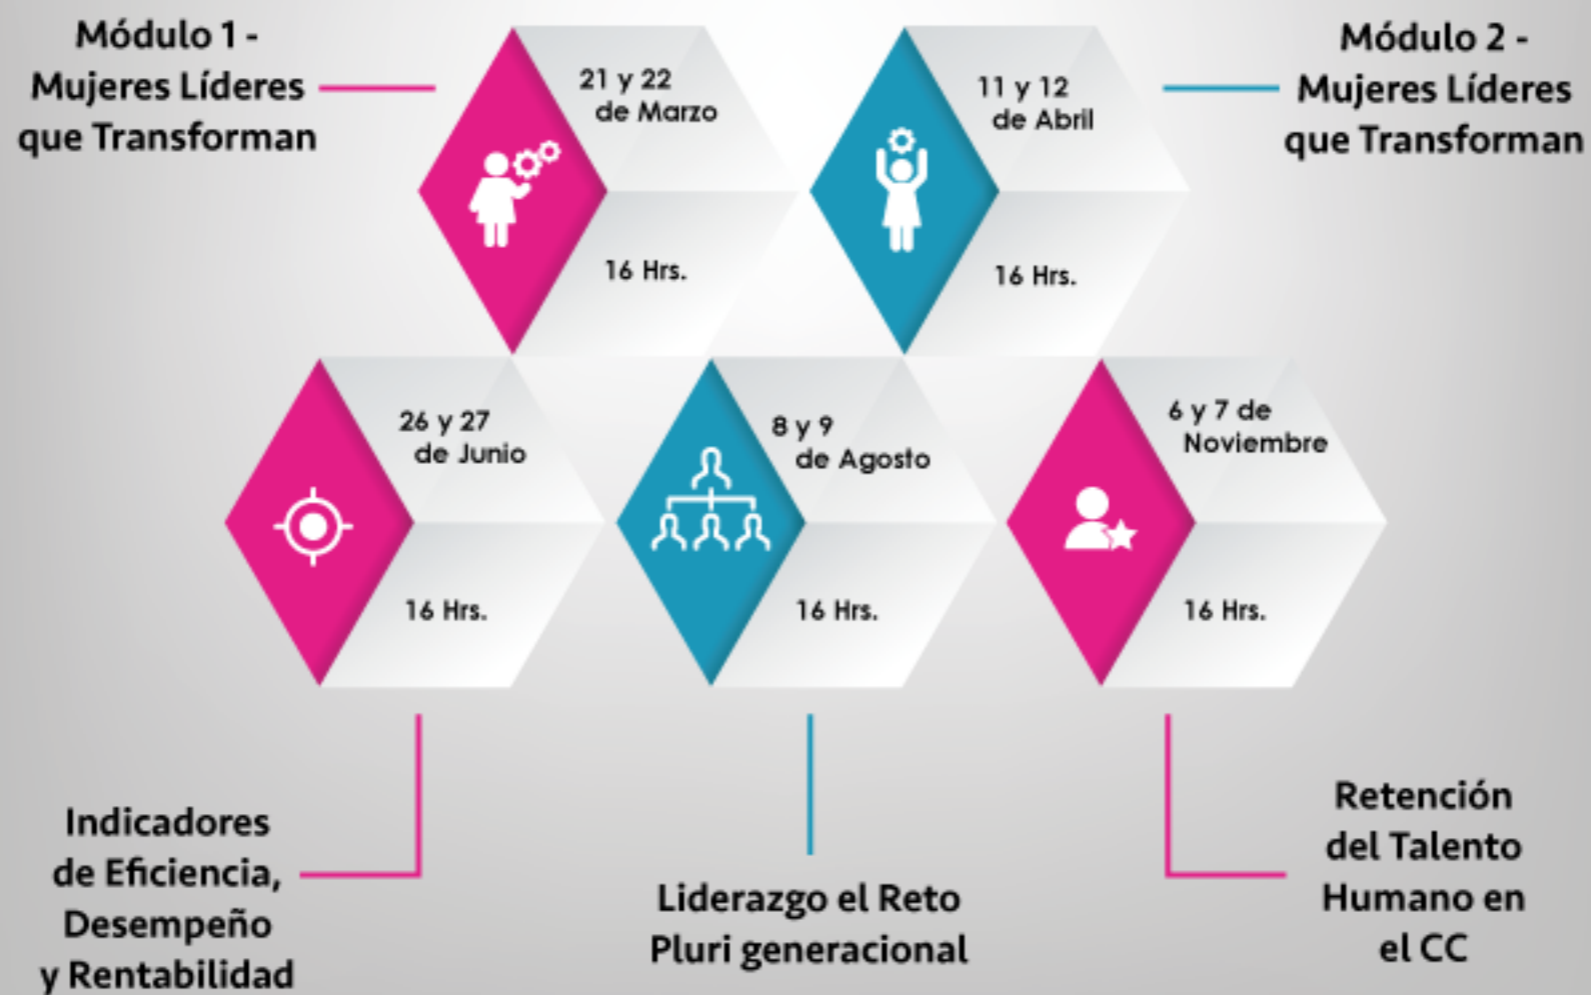 Módulo 1 -
Mujeres Líderes
que Transforman
21 y 22
de Marzo
16 Hrs.
11 y 12
de Abril
16 Hrs.
Módulo 2 -
Mujeres Líderes
que Transforman
26 y 27
de Junio
16 Hrs.
8 y 9
de Agosto
16 Hrs.
6 y 7 de
Noviembre
16 Hrs.
Indicadores
de Eficiencia,
Desempeño
y Rentabilidad
Liderazgo el Reto
Pluri generacional
Retención
del Talento
Humano en
el CC